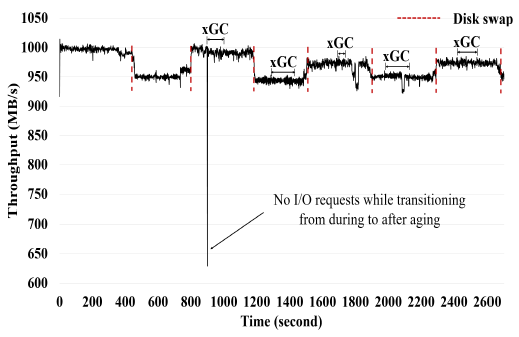 1050
1000
950
900
850
800
750
700
650
600
Throughput (MB/s)
Disk swap
xGC
xGC
xGC
xGC
xGC
No I/O requests while transitioning
from during to after aging
0 200 400 600 800 1000 1200 1400 1600 1800 2000 2200 2400 2600
Time (second)